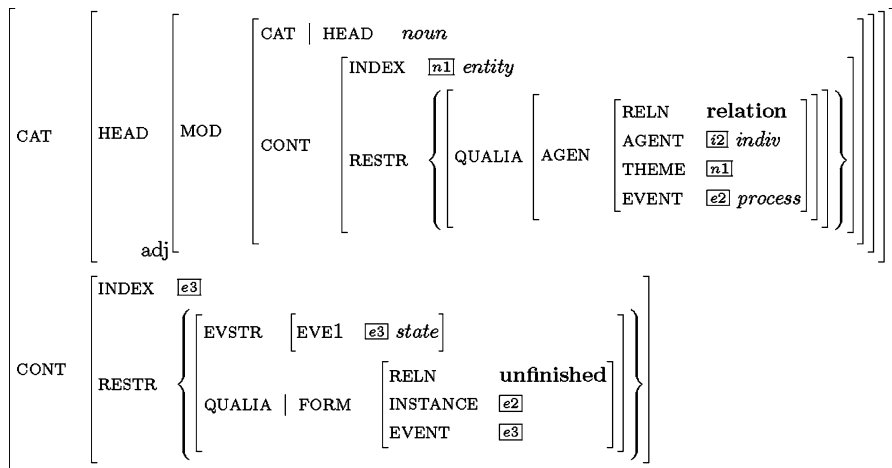 CAT | HEAD noun
INDEX n1 entity
RELN relation
CAT HEAD MOD CONT RESTR QUALIA AGEN AGENT i2 indiv
THEME n1
EVENT e2 process
adj
INDEX e3
EVSTR EVE1 e3 state
CONT RESTR RELN unfinished
QUALIA | FORM INSTANCE e2
EVENT e3